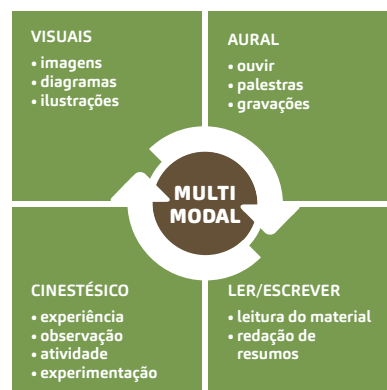 VISUAIS
• imagens
• diagramas
• ilustrações
AURAL
• ouvir
• palestras
• gravações
MULTI
MODAL
CINESTÉSICO
• experiência
• observação
• atividade
• experimentação
LER/ESCREVER
• leitura do material
• redação de
resumos